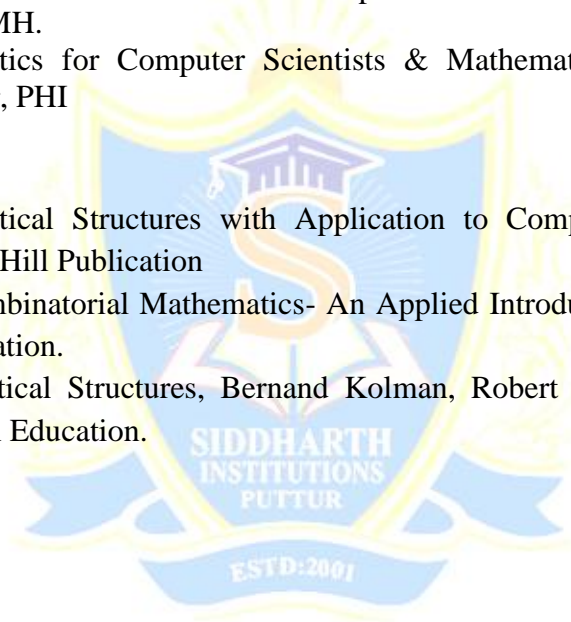 MH.
tics for Computer Scientists & Mathemat
, PHI
tical Structures with Application to Comp
Hill Publication
nbinatorial Mathematics- An Applied Introdu
ation.
tical Structures, Bernand Kolman, Robert
Education.
S
SIDDHARTH
INSTITUTIONS
PUTTUR
ESTD:2001